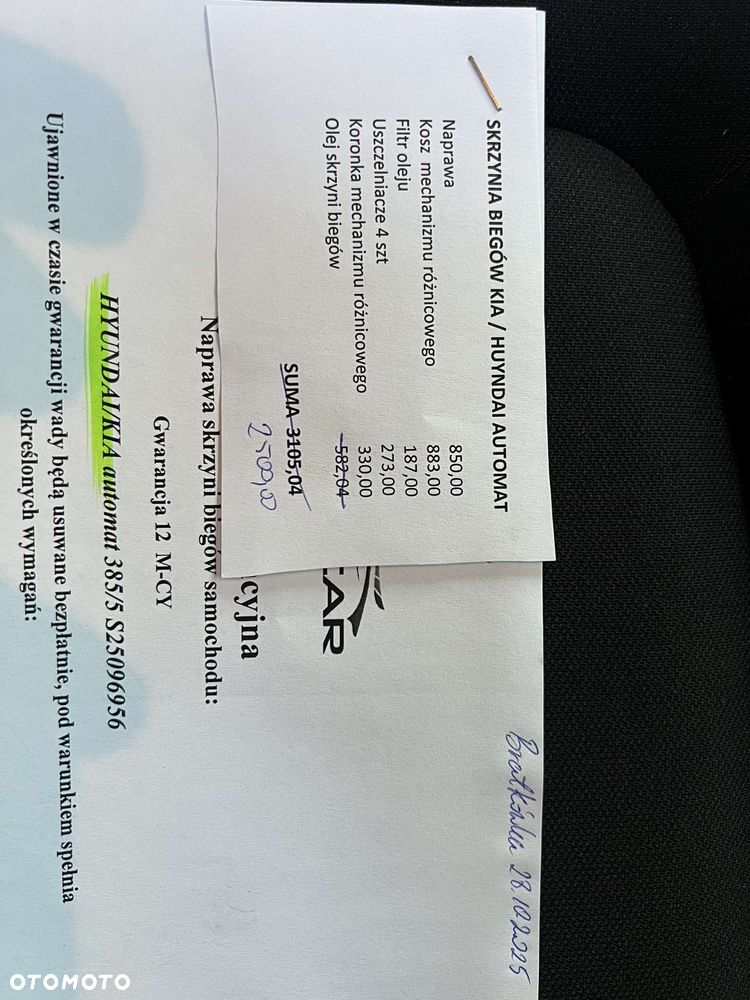 SKRZYNIA BIEGÓW KIA / HUYNDAI AUTOMAT
Naprawa 850,00
Kosz mechanizmu różnicowego 883,00
Filtr oleju 187,00
Uszczelniacze 4 szt 273,00
Koronka mechanizmu różnicowego 330,00
Olej skrzyni biegów 582,04
SUMA 3105,04
Bratkówka 28.10.2025
CAR
cyjna
Naprawa skrzyni biegów samochodu:
Gwarancja 12 M-CY
HYUNDAI/KIA automat 385/5 S25096956
Ujawnione w czasie gwarancji wady będą usuwane bezpłatnie, pod warunkiem spełnia
określonych wymagań:
OTOMOTO